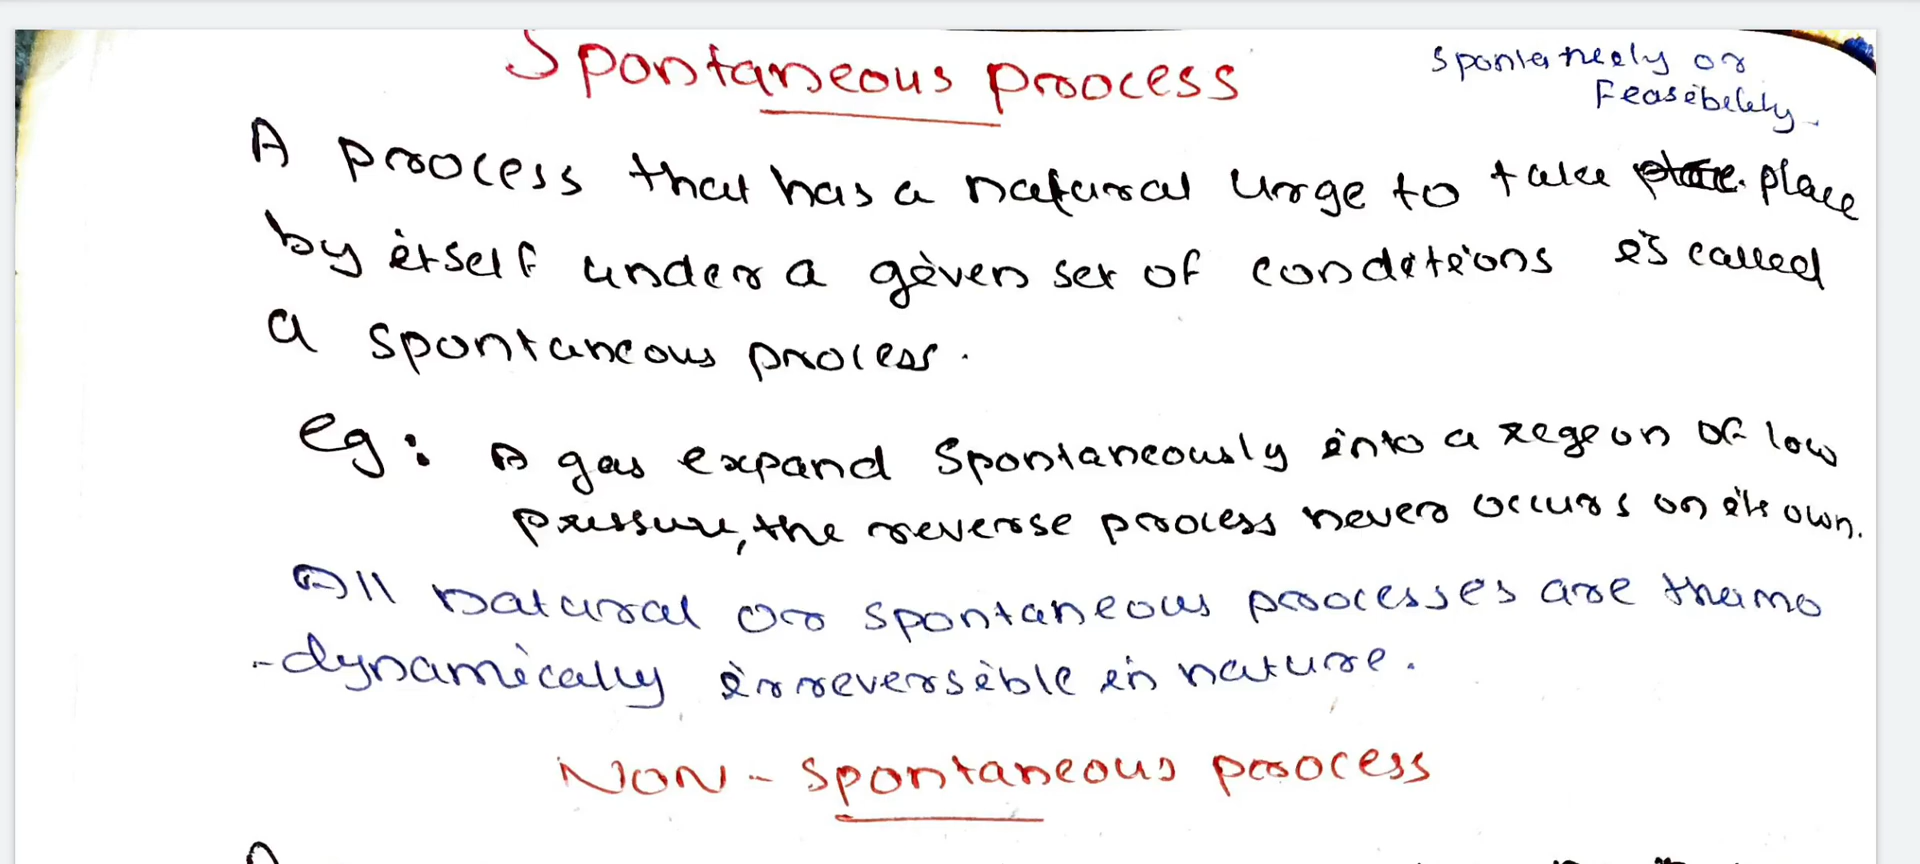 Spontaneous process
Spontaneely or
Feasebelety.
A process that has a natural urge to take place
by itself under a given set of conditions is called
a spontaneous process.
eg: A gas expand Spontaneously into a region of low
pressure, the reverse process never occurs on its own.
All natural or spontaneous processes are themo
-dynamically irreversible in nature.
Non-spontaneous process